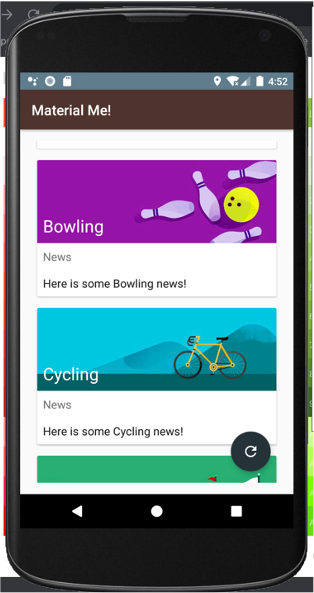 4:52
Material Me!
Bowling
News
Here is some Bowling news!
Cycling
News
Here is some Cycling news!